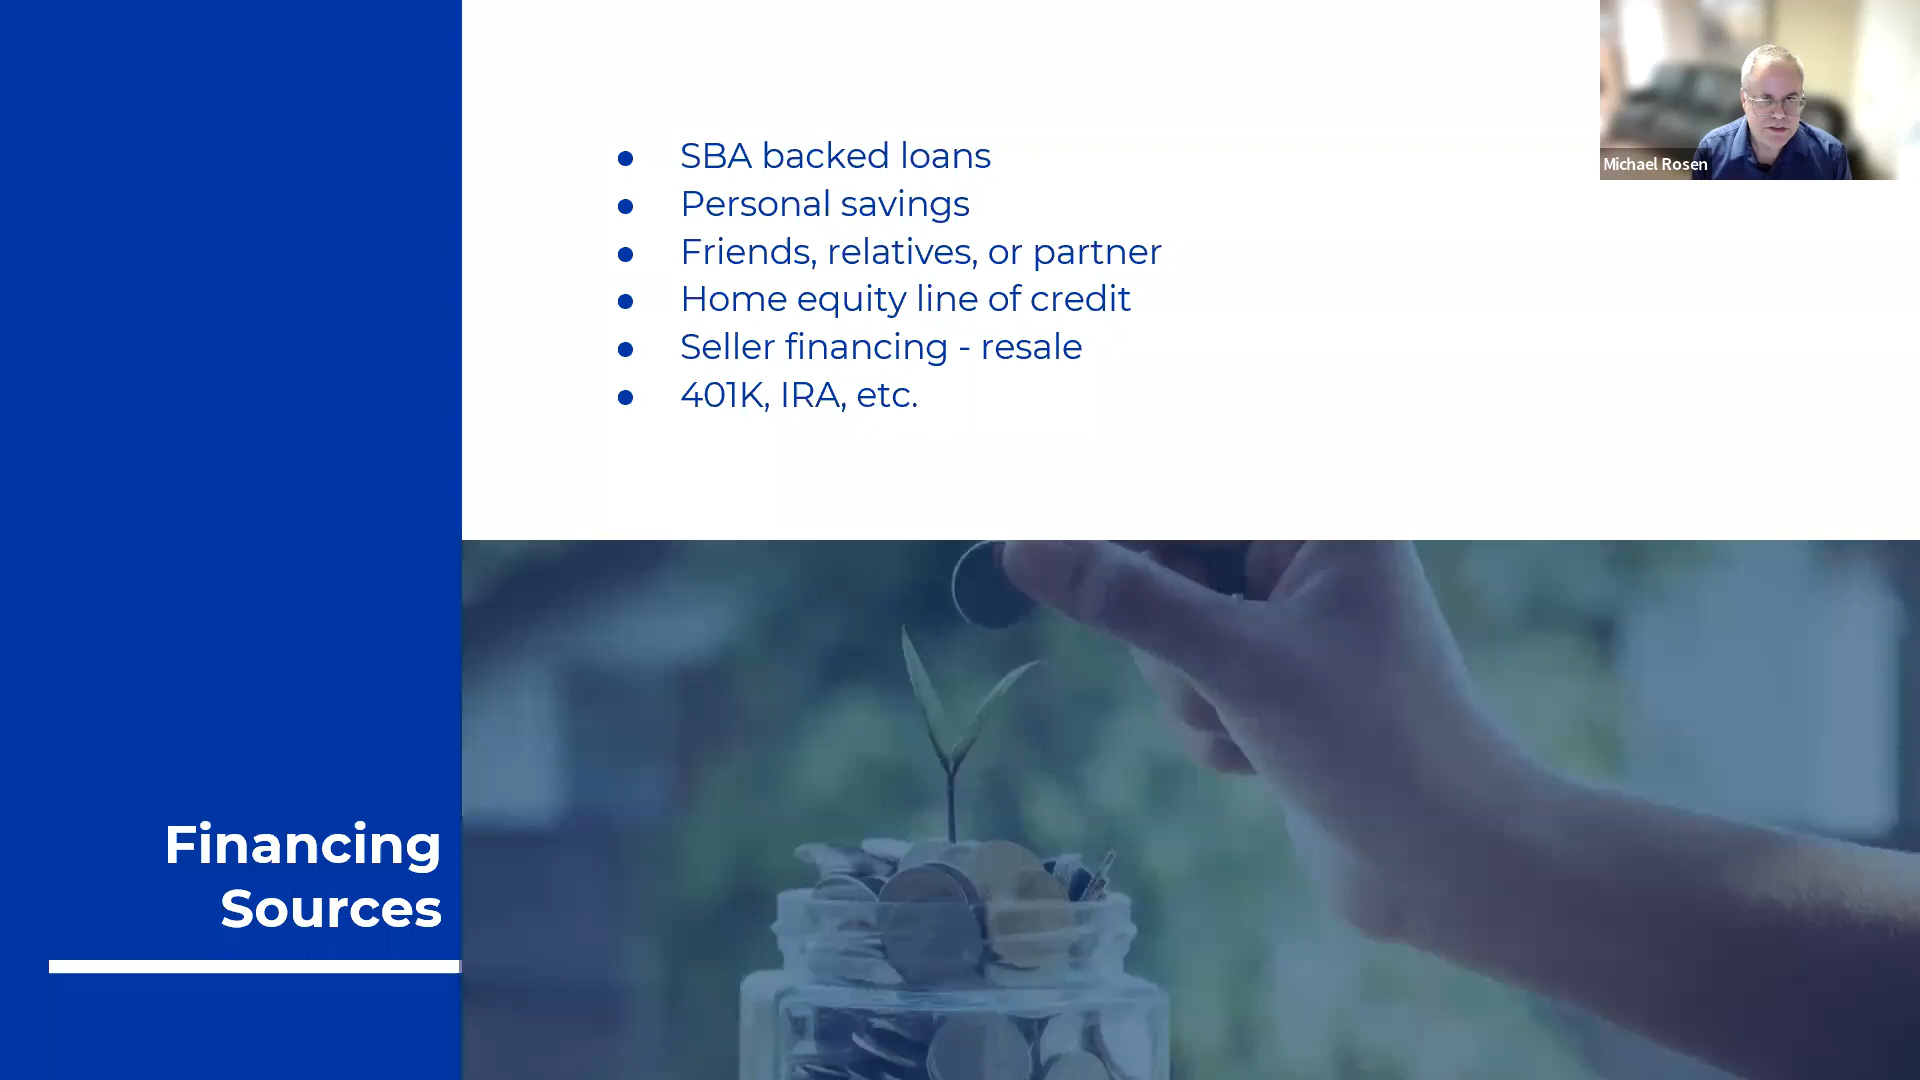 SBA backed loans
Personal savings
Friends, relatives, or partner
Home equity line of credit
Seller financing - resale
401K, IRA, etc.
Michael Rosen
Financing
Sources